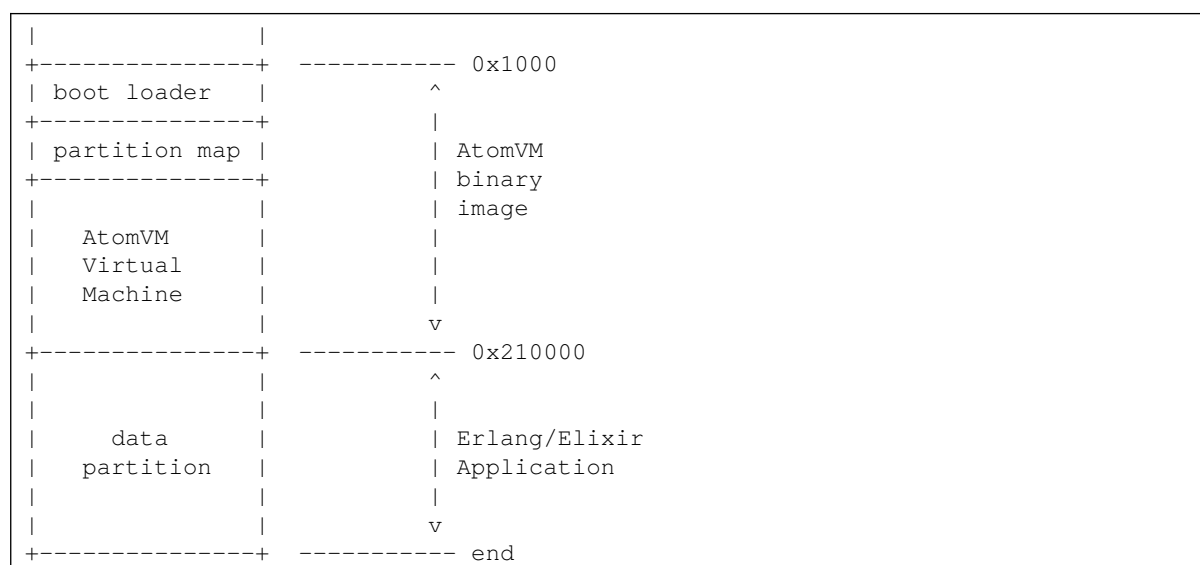 |               |
+---------------+  ----------- 0x1000
| boot loader   |          ^
+---------------+          |
| partition map |          | AtomVM
+---------------+          | binary
|               |          | image
|   AtomVM      |          |
|   Virtual     |          |
|   Machine     |          |
|               |          v
+---------------+  ----------- 0x210000
|               |          ^
|               |          |
|     data      |          | Erlang/Elixir
|   partition   |          | Application
|               |          |
|               |          v
+---------------+  ----------- end